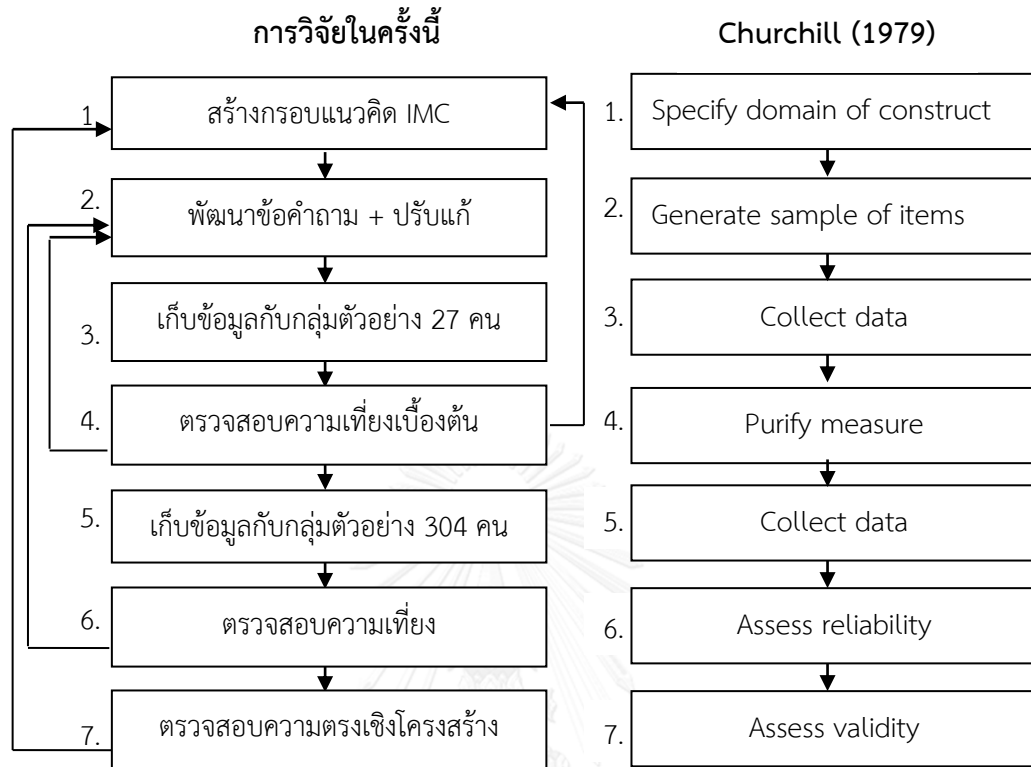 การวิจัยในครั้งนี้
1
สร้างกรอบแนวคิด IMC
2.
พัฒนาข้อคำถาม + ปรับแก้
3.
เก็บข้อมูลกับกลุ่มตัวอย่าง 27 คน
4.
ตรวจสอบความเที่ยงเบื้องต้น
5.
เก็บข้อมูลกับกลุ่มตัวอย่าง 304 คน
6.
ตรวจสอบความเที่ยง
7.
ตรวจสอบความตรงเชิงโครงสร้าง
Churchill (1979)
1.
Specify domain of construct
2.
Generate sample of items
3.
Collect data
4.
Purify measure
5.
Collect data
6.
Assess reliability
7.
Assess validity